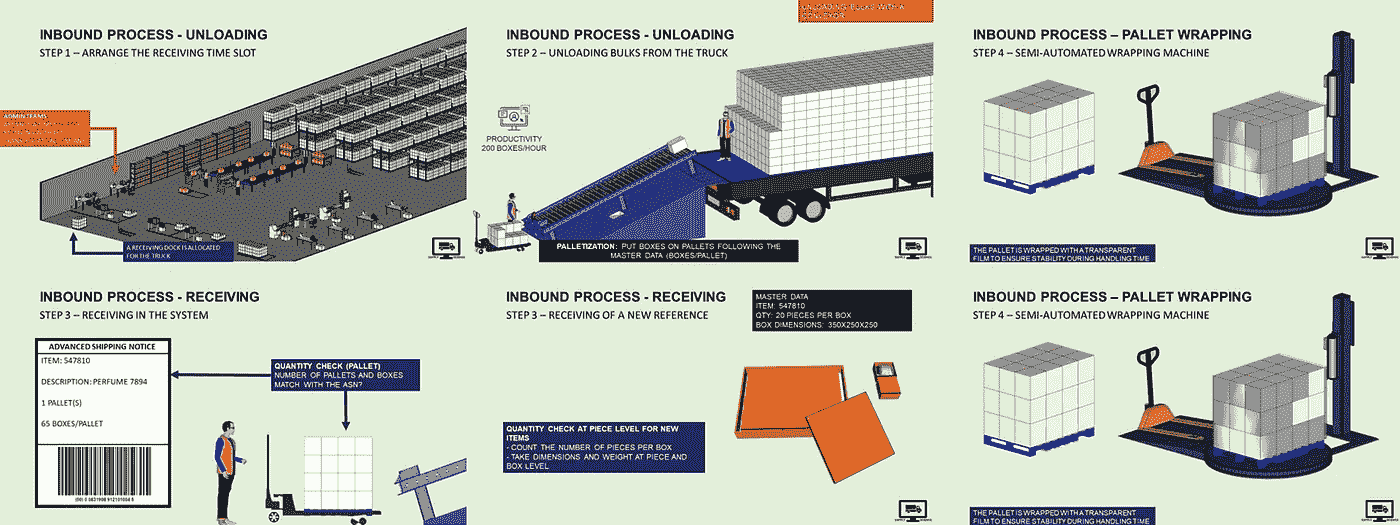 INBOUND PROCESS - UNLOADING
STEP 1 – ARRANGE THE RECEIVING TIME SLOT
ADMIN TEAMS
A RECEIVING DOCK IS ALLOCATED
FOR THE TRUCK
UNLOADING BULKS WITH A
INBOUND PROCESS - UNLOADING
STEP 2 – UNLOADING BULKS FROM THE TRUCK
PRODUCTIVITY
200 BOXES/HOUR
PALLETIZATION: PUT BOXES ON PALLETS FOLLOWING THE
MASTER DATA (BOXES/PALLET)
INBOUND PROCESS – PALLET WRAPPING
STEP 4 – SEMI-AUTOMATED WRAPPING MACHINE
THE PALLET IS WRAPPED WITH A TRANSPARENT
FILM TO ENSURE STABILITY DURING HANDLING TIME
INBOUND PROCESS - RECEIVING
STEP 3 – RECEIVING IN THE SYSTEM
ADVANCED SHIPPING NOTICE
ITEM: 547810
DESCRIPTION: PERFUME 7894
1 PALLET(S)
65 BOXES/PALLET
QUANTITY CHECK (PALLET)
NUMBER OF PALLETS AND BOXES
MATCH WITH THE ASN?
INBOUND PROCESS - RECEIVING
STEP 3 – RECEIVING OF A NEW REFERENCE
MASTER DATA
ITEM: 547810
QTY: 20 PIECES PER BOX
BOX DIMENSIONS: 350X250X250
QUANTITY CHECK AT PIECE LEVEL FOR NEW
ITEMS
- COUNT THE NUMBER OF PIECES PER BOX
- TAKE DIMENSIONS AND WEIGHT AT PIECE AND
BOX LEVEL
INBOUND PROCESS – PALLET WRAPPING
STEP 4 – SEMI-AUTOMATED WRAPPING MACHINE
THE PALLET IS WRAPPED WITH A TRANSPARENT
FILM TO ENSURE STABILITY DURING HANDLING TIME